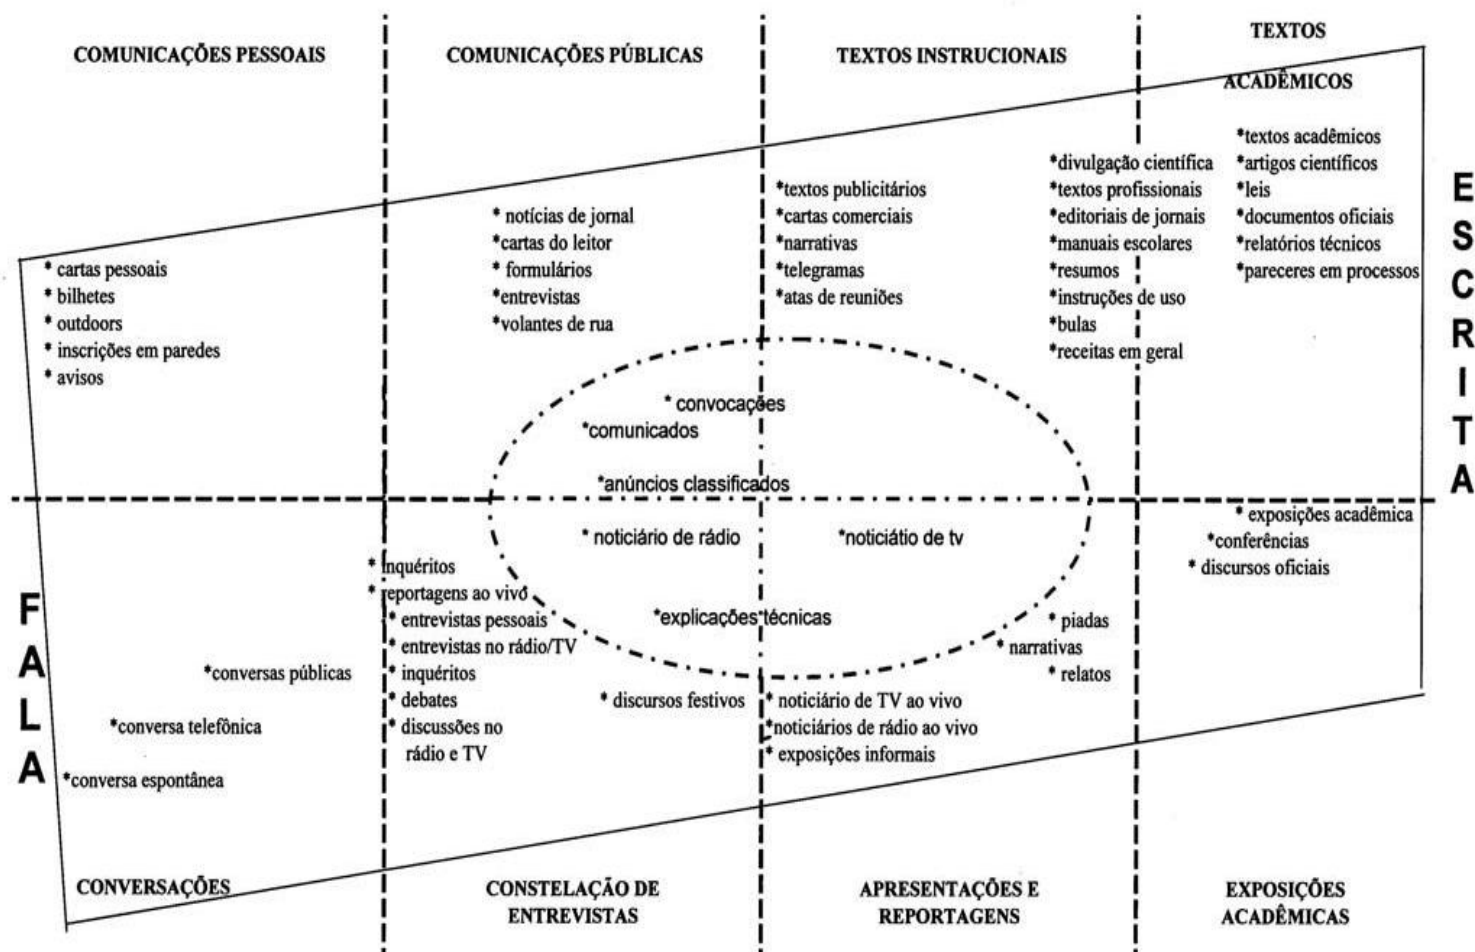 COMUNICAÇÕES PESSOAIS
COMUNICAÇÕES PÚBLICAS
TEXTOS INSTRUCIONAIS
TEXTOS
ACADÊMICOS
* cartas pessoais
* bilhetes
* outdoors
* inscrições em paredes
* avisos
* notícias de jornal
*cartas do leitor
* formulários
*entrevistas
*volantes de rua
*textos publicitários
*cartas comerciais
*narrativas
*telegramas
*atas de reuniões
*divulgação científica
*textos profissionais
*editoriais de jornais
*manuais escolares
*resumos
*instruções de uso
*bulas
*receitas em geral
*textos acadêmicos
*artigos científicos
*leis
*documentos oficiais
*relatórios técnicos
*pareceres em processos
ESCRITA
* convocações
*comunicados
*anúncios classificados
* noticiário de rádio
*noticiátio de tv
*explicações técnicas
FALA
*conversas públicas
*conversa telefônica
*conversa espontânea
* inquéritos
* reportagens ao vivo
* entrevistas pessoais
* entrevistas no rádio/TV
* inquéritos
* debates
* discussões no
rádio e TV
* discursos festivos
* noticiário de TV ao vivo
*noticiários de rádio ao vivo
* exposições informais
* piadas
* narrativas
* relatos
* exposições acadêmica
*conferências
* discursos oficiais
CONVERSAÇÕES
CONSTELAÇÃO DE
ENTREVISTAS
APRESENTAÇÕES E
REPORTAGENS
EXPOSIÇÕES
ACADÊMICAS